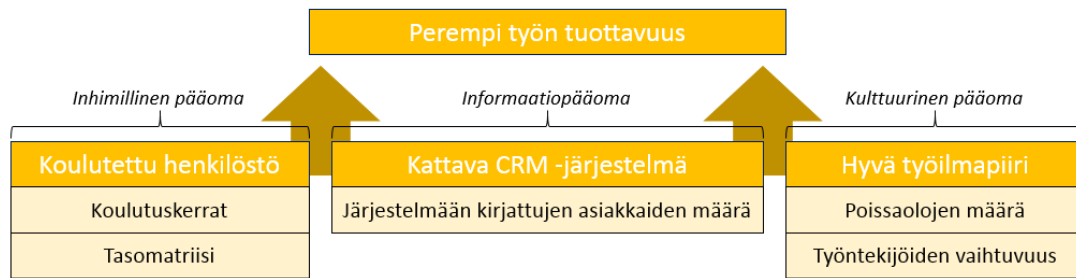 Perempi työn tuottavuus
Inhimillinen pääoma
Informaatiopääoma
Kulttuurinen pääoma
Koulutettu henkilöstö
Kattava CRM -järjestelmä
Hyvä työilmapiiri
Koulutuskerrat
Järjestelmään kirjattujen asiakkaiden määrä
Poissaolojen määrä
Tasomatriisi
Työntekijöiden vaihtuvuus